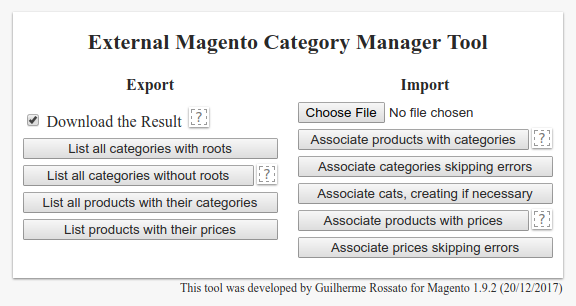 External Magento Category Manager Tool
Export
Download the Result ?
List all categories with roots
List all categories without roots ?
List all products with their categories
List products with their prices
Import
Choose File No file chosen
Associate products with categories ?
Associate categories skipping errors
Associate cats, creating if necessary
Associate products with prices ?
Associate prices skipping errors
This tool was developed by Guilherme Rossato for Magento 1.9.2 (20/12/2017)